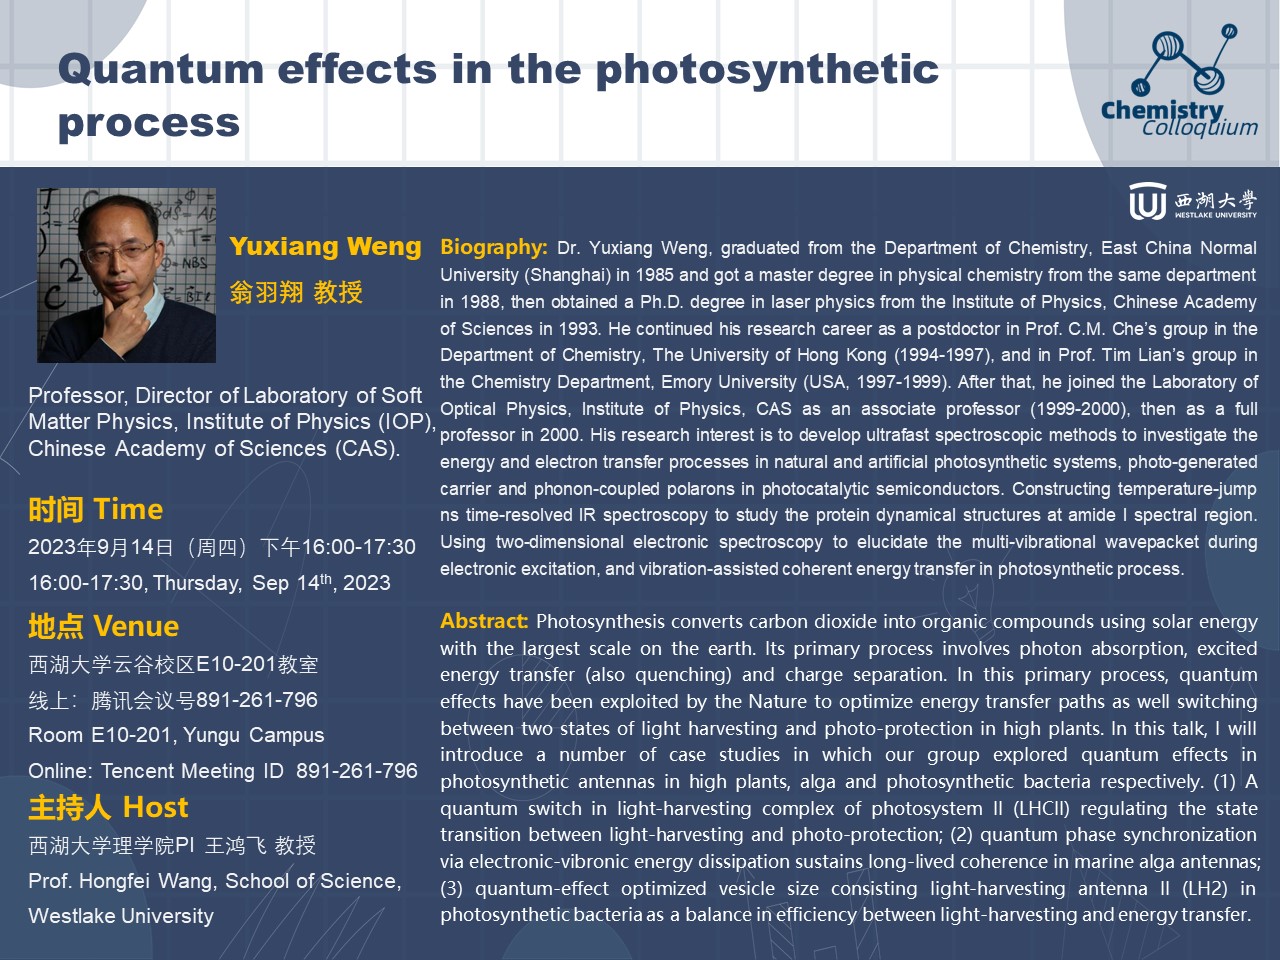 Quantum effects in the photosynthetic
process
Chemistry
Colloquium
西湖大學
WESTLAKE UNIVERSITY
Yuxiang Weng
翁羽翔 教授
Professor, Director of Laboratory of Soft
Matter Physics, Institute of Physics (IOP),
Chinese Academy of Sciences (CAS).
时间 Time
2023年9月14日（周四）下午16:00-17:30
16:00-17:30, Thursday, Sep 14th, 2023
地点 Venue
西湖大学云谷校区E10-201教室
线上：腾讯会议号891-261-796
Room E10-201, Yungu Campus
Online: Tencent Meeting ID 891-261-796
主持人 Host
西湖大学理学院PI 王鸿飞 教授
Prof. Hongfei Wang, School of Science,
Westlake University
Biography: Dr. Yuxiang Weng, graduated from the Department of Chemistry, East China Normal
University (Shanghai) in 1985 and got a master degree in physical chemistry from the same department
in 1988, then obtained a Ph.D. degree in laser physics from the Institute of Physics, Chinese Academy
of Sciences in 1993. He continued his research career as a postdoctor in Prof. C.M. Che’s group in the
Department of Chemistry, The University of Hong Kong (1994-1997), and in Prof. Tim Lian’s group in
the Chemistry Department, Emory University (USA, 1997-1999). After that, he joined the Laboratory of
Optical Physics, Institute of Physics, CAS as an associate professor (1999-2000), then as a full
professor in 2000. His research interest is to develop ultrafast spectroscopic methods to investigate the
energy and electron transfer processes in natural and artificial photosynthetic systems, photo-generated
carrier and phonon-coupled polarons in photocatalytic semiconductors. Constructing temperature-jump
ns time-resolved IR spectroscopy to study the protein dynamical structures at amide I spectral region.
Using two-dimensional electronic spectroscopy to elucidate the multi-vibrational wavepacket during
electronic excitation, and vibration-assisted coherent energy transfer in photosynthetic process.
Abstract: Photosynthesis converts carbon dioxide into organic compounds using solar energy
with the largest scale on the earth. Its primary process involves photon absorption, excited
energy transfer (also quenching) and charge separation. In this primary process, quantum
effects have been exploited by the Nature to optimize energy transfer paths as well switching
between two states of light harvesting and photo-protection in high plants. In this talk, I will
introduce a number of case studies in which our group explored quantum effects in
photosynthetic antennas in high plants, alga and photosynthetic bacteria respectively. (1) A
quantum switch in light-harvesting complex of photosystem II (LHCII) regulating the state
transition between light-harvesting and photo-protection; (2) quantum phase synchronization
via electronic-vibronic energy dissipation sustains long-lived coherence in marine alga antennas;
(3) quantum-effect optimized vesicle size consisting light-harvesting antenna II (LH2) in
photosynthetic bacteria as a balance in efficiency between light-harvesting and energy transfer.